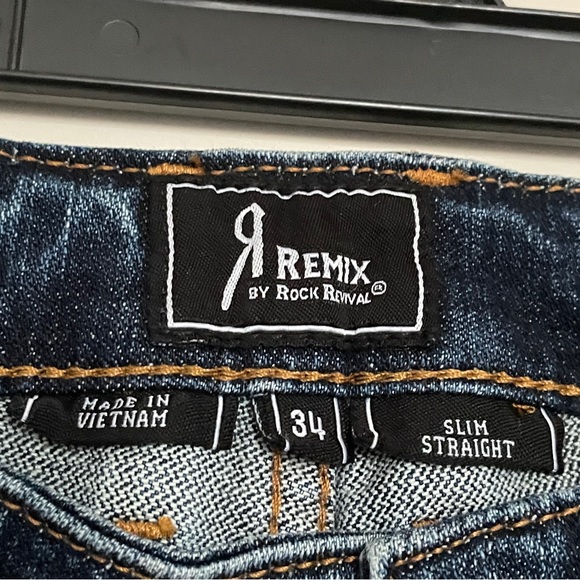 REMIX
BY ROCK REVIVAL
MADE IN
VIETNAM
34
SLIM
STRAIGHT